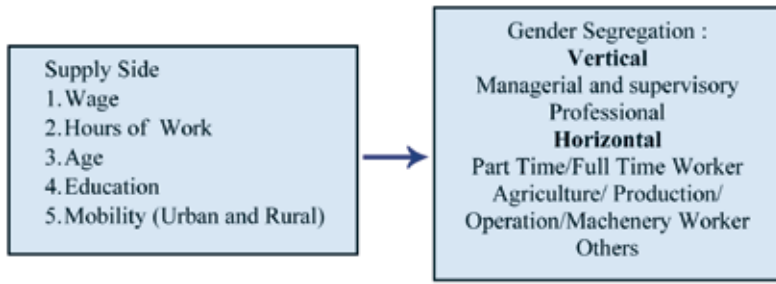 Supply Side
1.Wage
2.Hours of Work
3.Age
4.Education
5.Mobility (Urban and Rural)
Gender Segregation :
Vertical
Managerial and supervisory
Professional
Horizontal
Part Time/Full Time Worker
Agriculture/ Production/
Operation/Machenery Worker
Others